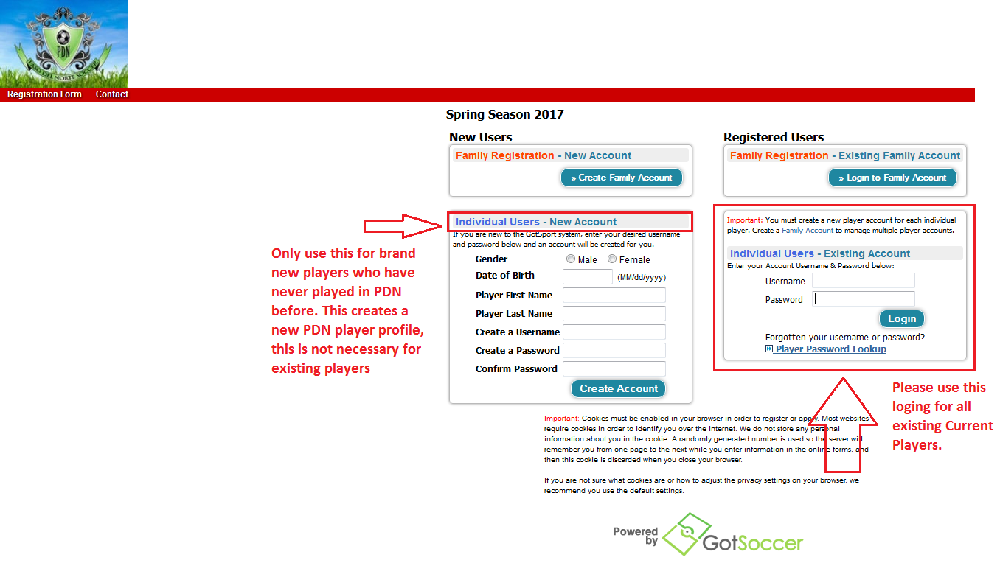 PDN
PASO DEL NORTE SOCCER
Registration Form Contact
Spring Season 2017
New Users
Family Registration - New Account
» Create Family Account
Individual Users - New Account
If you are new to the GotSport system, enter your desired username
and password below and an account will be created for you.
Gender Male Female
Date of Birth (MM/dd/yyyy)
Player First Name
Player Last Name
Create a Username
Create a Password
Confirm Password
Create Account
Only use this for brand
new players who have
never played in PDN
before. This creates a
new PDN player profile,
this is not necessary for
existing players
Registered Users
Family Registration - Existing Family Account
» Login to Family Account
Important: You must create a new player account for each individual
player. Create a Family Account to manage multiple player accounts.
Individual Users - Existing Account
Enter your Account Username & Password below:
Username
Password
Login
Forgotten your username or password?
Player Password Lookup
Please use this
loging for all
existing Current
Players.
Important: Cookies must be enabled in your browser in order to register or apply. Most websites
require cookies in order to identify you over the internet. We do not store any personal
information about you in the cookie. A randomly generated number is used so the server will
remember you from one page to the next while you enter information in the online forms, and
then this cookie is discarded when you close your browser.
If you are not sure what cookies are or how to adjust the privacy settings on your browser, we
recommend you use the default settings.
Powered
by
GotSoccer